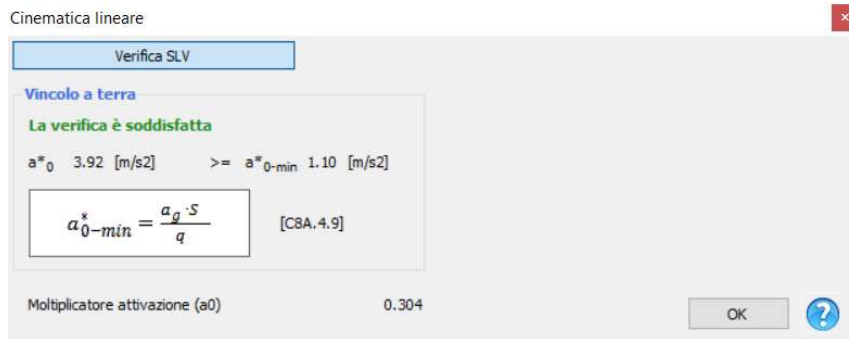 Cinematica lineare
Verifica SLV
Vincolo a terra
La verifica è soddisfatta
a*0 3.92 [m/s2] >= a*0-min 1.10 [m/s2]
a*0−min = ag·S / q [C8A.4.9]
Moltiplicatore attivazione (a0) 0.304
OK